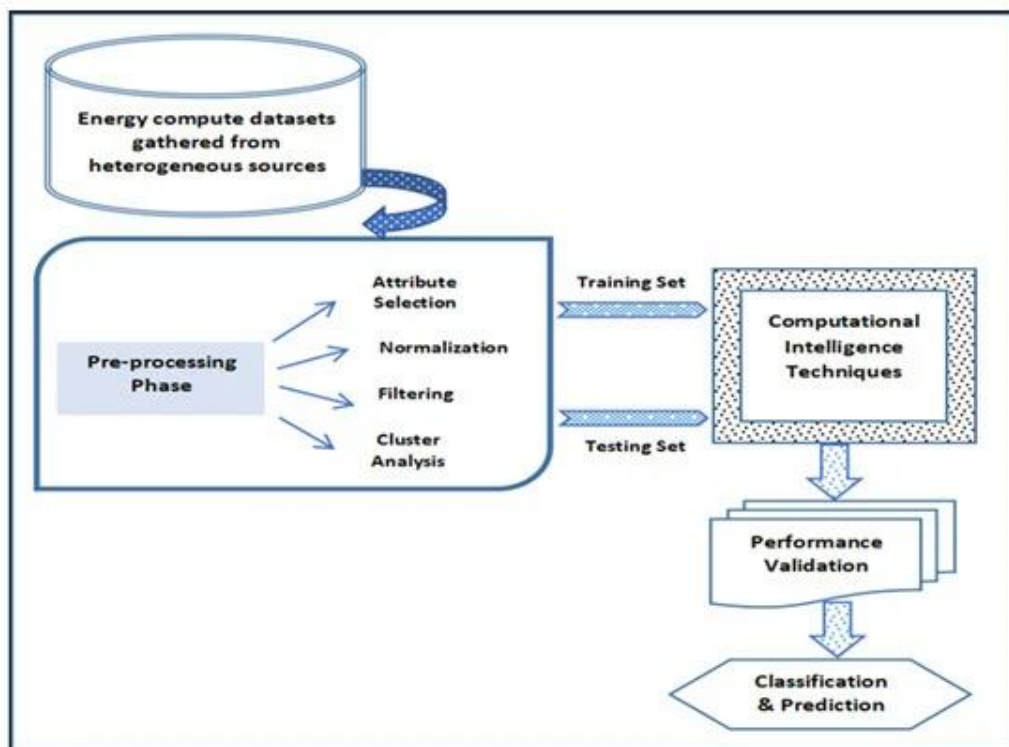 Energy compute datasets
gathered from
heterogeneous sources
Pre-processing
Phase
Attribute
Selection
Normalization
Filtering
Cluster
Analysis
Training Set
Testing Set
Computational
Intelligence
Techniques
Performance
Validation
Classification
& Prediction